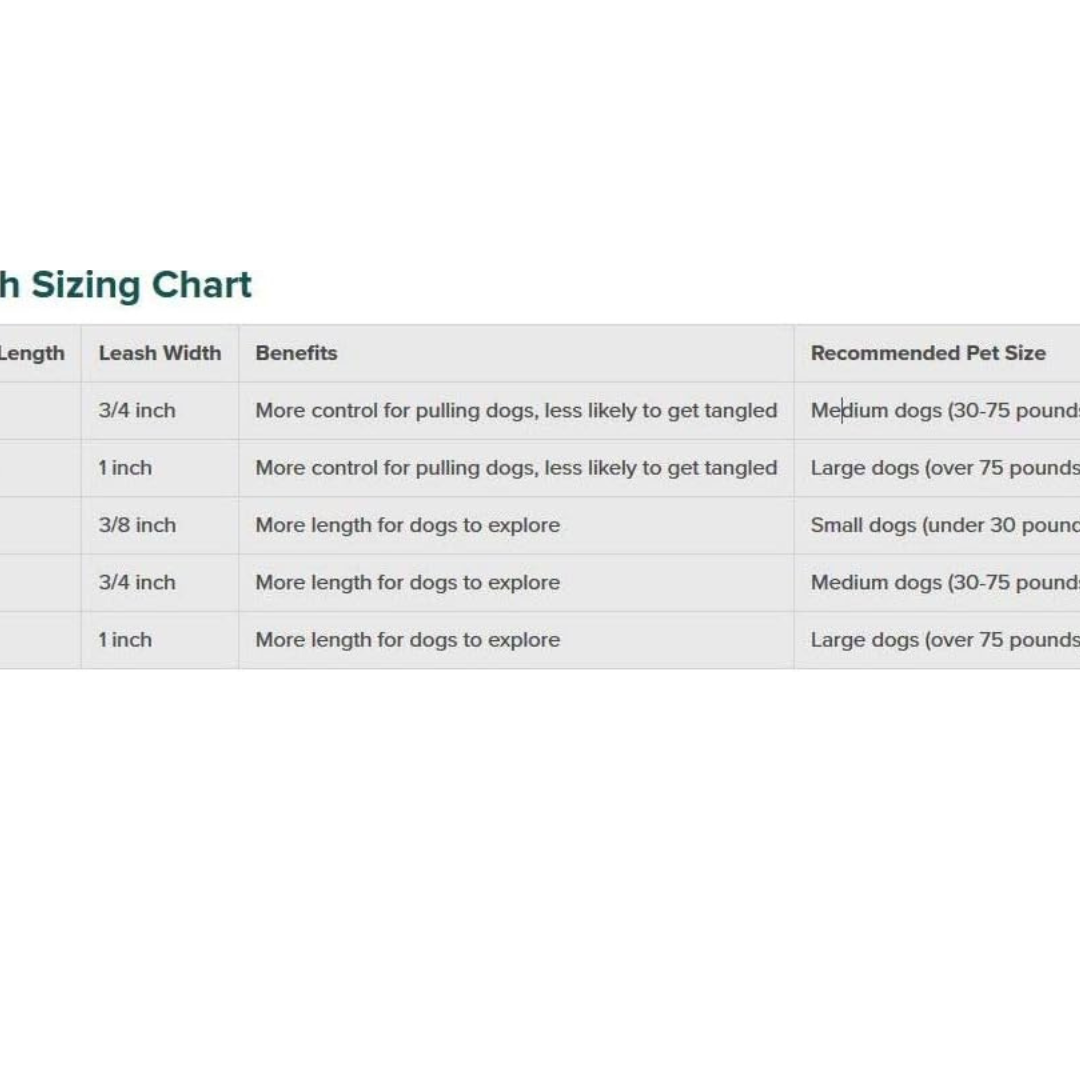 h Sizing Chart
Length Leash Width Benefits Recommended Pet Size
3/4 inch More control for pulling dogs, less likely to get tangled Medium dogs (30-75 pounds
1 inch More control for pulling dogs, less likely to get tangled Large dogs (over 75 pounds
3/8 inch More length for dogs to explore Small dogs (under 30 pound
3/4 inch More length for dogs to explore Medium dogs (30-75 pounds
1 inch More length for dogs to explore Large dogs (over 75 pounds